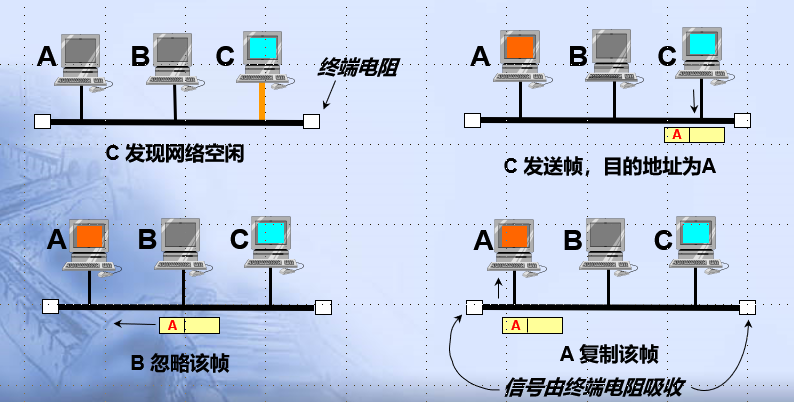 A B C
终端电阻
C 发现网络空闲
A B C
A
C 发送帧，目的地址为A
A B C
A
B 忽略该帧
A B C
A
A 复制该帧
信号由终端电阻吸收